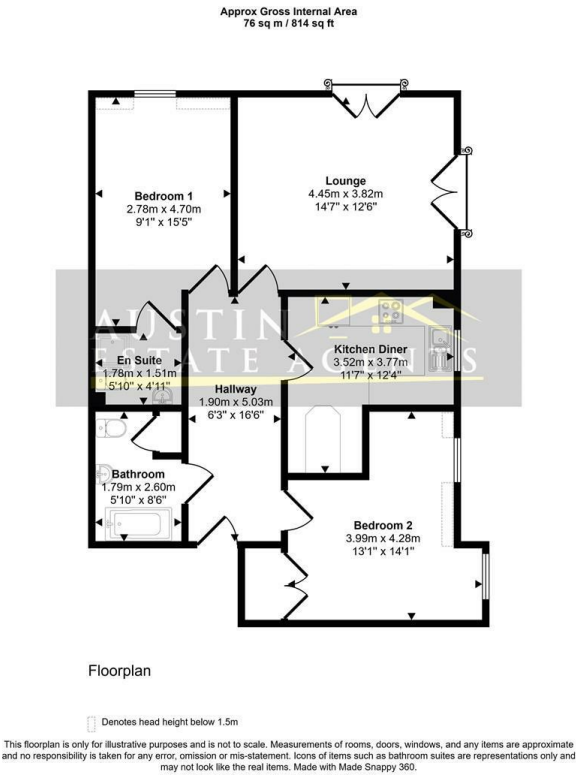 Approx Gross Internal Area
76 sq m / 814 sq ft
Lounge
4.45m x 3.82m
14'7" x 12'6"
Bedroom 1
2.78m x 4.70m
9'1" x 15'5"
AUSTIN
ESTATE AGENTS
Kitchen Diner
3.52m x 3.77m
11'7" x 12'4"
En Suite
1.78m x 1.51m
5'10" x 4'11"
Hallway
1.90m x 5.03m
6'3" x 16'6"
Bathroom
1.79m x 2.60m
5'10" x 8'6"
Bedroom 2
3.99m x 4.28m
13'1" x 14'1"
Floorplan
Denotes head height below 1.5m
This floorplan is only for illustrative purposes and is not to scale. Measurements of rooms, doors, windows, and any items are approximate
and no responsibility is taken for any error, omission or mis-statement. Icons of items such as bathroom suites are representations only and
may not look like the real items. Made with Made Snappy 360.